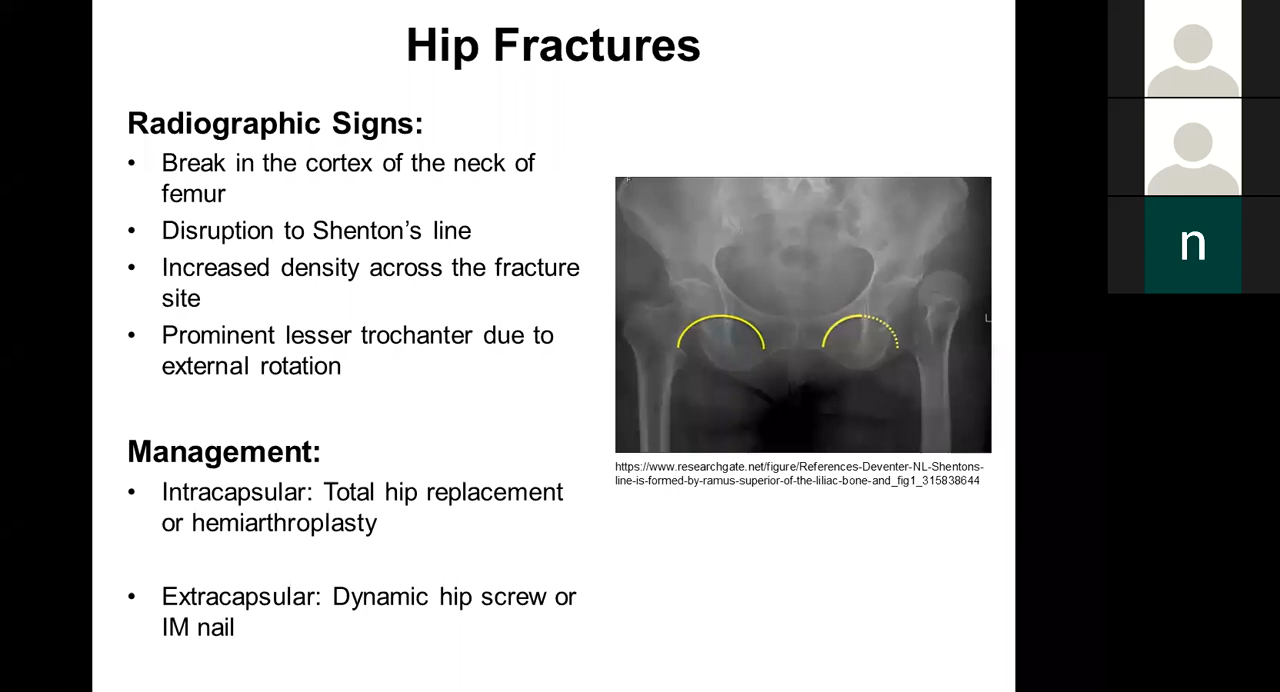 Hip Fractures
Radiographic Signs:
• Break in the cortex of the neck of
femur
• Disruption to Shenton’s line
• Increased density across the fracture
site
• Prominent lesser trochanter due to
external rotation
Management:
• Intracapsular: Total hip replacement
or hemiarthroplasty
• Extracapsular: Dynamic hip screw or
IM nail
L
https://www.researchgate.net/figure/References-Deventer-NL-Shentons-
line-is-formed-by-ramus-superior-of-the-liliac-bone-and_fig1_315838644
n